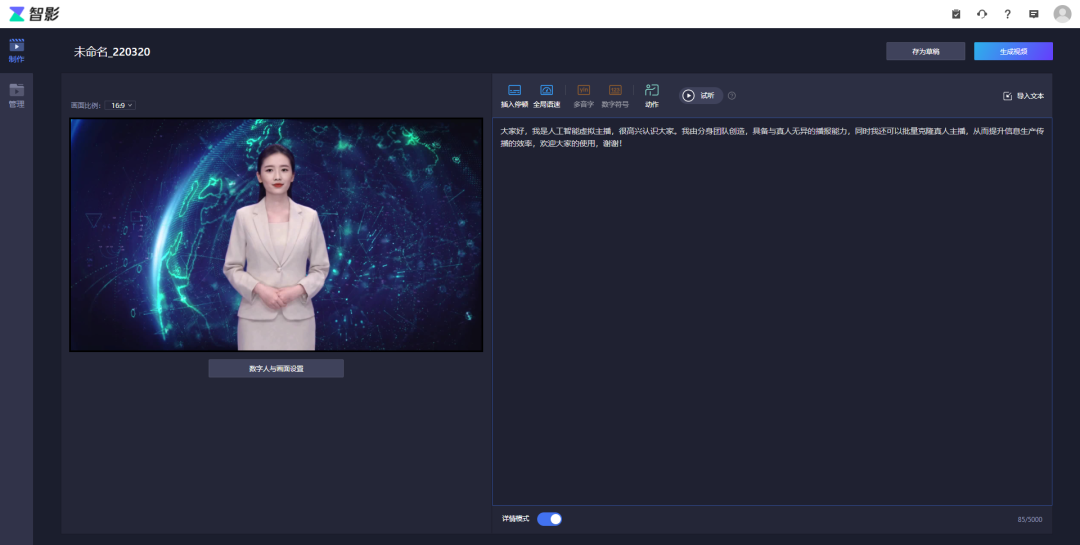 智影
制作
管理
未命名_220320
存为草稿
生成视频
画面比例：
16:9
插入停顿
全局语速
多音字
数字符号
动作
试听
导入文本
大家好，我是人工智能虚拟主播，很高兴认识大家。我由分身团队创造，具备与真人无异的播报能力，同时我还可以批量克隆真人主播，从而提升信息生产传
播的效率，欢迎大家的使用，谢谢！
数字人与画面设置
详情模式
85/5000